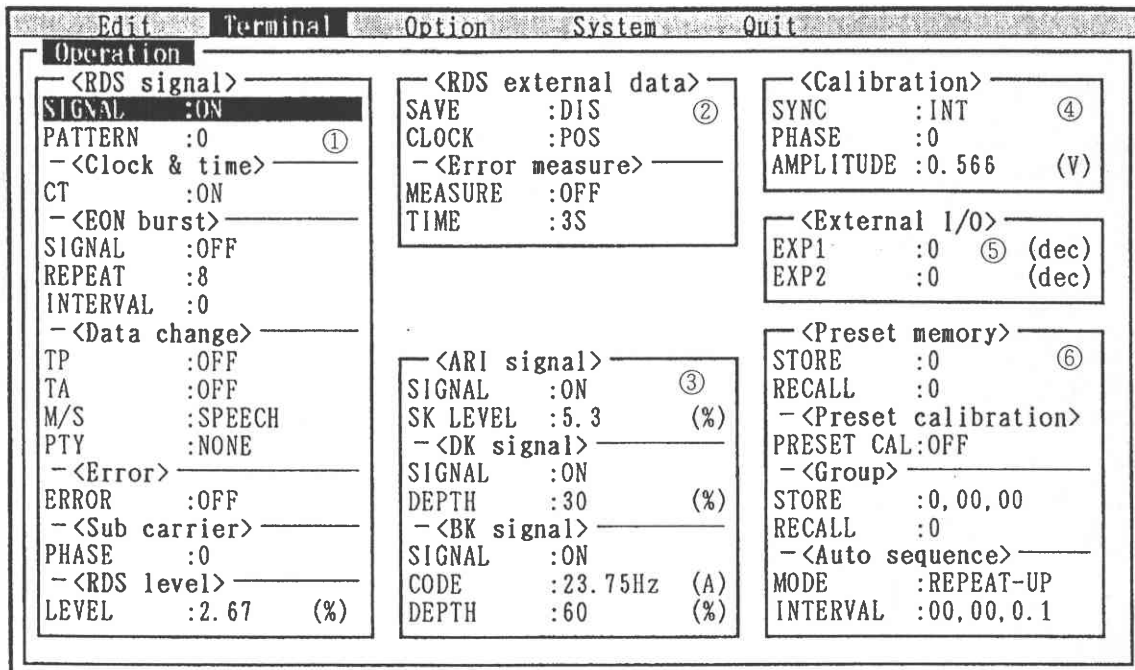 Edit Terminal Option System Quit
Operation
<RDS signal>
SIGNAL :ON
PATTERN :0 ①
<Clock & time>
CT :ON
<EON burst>
SIGNAL :OFF
REPEAT :8
INTERVAL :0
<Data change>
TP :OFF
TA :OFF
M/S :SPEECH
PTY :NONE
<Error>
ERROR :OFF
<Sub carrier>
PHASE :0
<RDS level>
LEVEL :2.67 (%)
<RDS external data>
SAVE :DIS ②
CLOCK :POS
<Error measure>
MEASURE :OFF
TIME :3S
<ARI signal>
SIGNAL :ON ③
SK LEVEL :5.3 (%)
<DK signal>
SIGNAL :ON
DEPTH :30 (%)
<BK signal>
SIGNAL :ON
CODE :23.75Hz (A)
DEPTH :60 (%)
<Calibration>
SYNC :INT ④
PHASE :0
AMPLITUDE :0.566 (V)
<External I/O>
EXP1 :0 ⑤ (dec)
EXP2 :0 (dec)
<Preset memory>
STORE :0 ⑥
RECALL :0
<Preset calibration>
PRESET CAL:OFF
<Group>
STORE :0,00,00
RECALL :0
<Auto sequence>
MODE :REPEAT-UP
INTERVAL :00,00,0.1